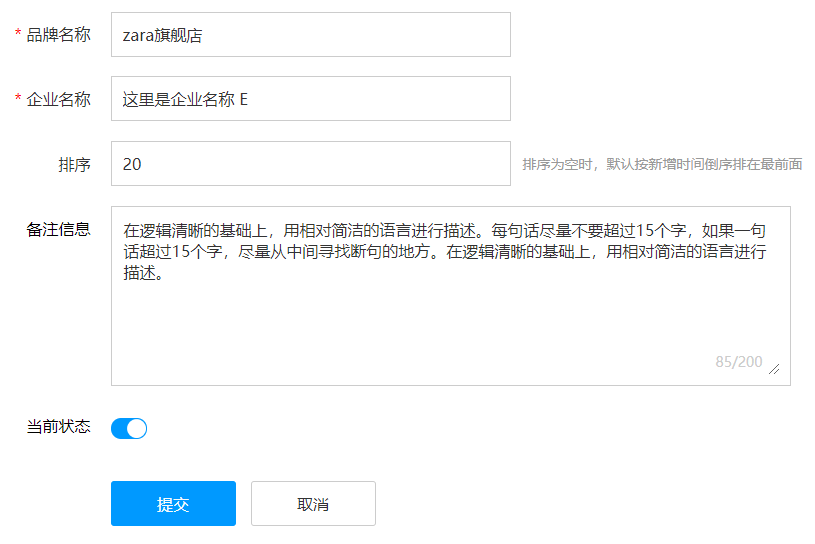 * 品牌名称 zara旗舰店
* 企业名称 这里是企业名称 E
排序 20 排序为空时，默认按新增时间倒序排在最前面
备注信息 在逻辑清晰的基础上，用相对简洁的语言进行描述。每句话尽量不要超过15个字，如果一句
话超过15个字，尽量从中间寻找断句的地方。在逻辑清晰的基础上，用相对简洁的语言进行
描述。
85/200
当前状态
提交 取消